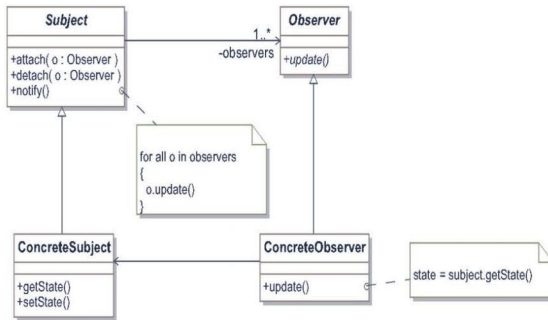 Subject
+attach( o : Observer )
+detach( o : Observer )
+notify()
1..*
-observers
Observer
+update()
for all o in observers
{
o.update()
}
ConcreteSubject
+getState()
+setState()
ConcreteObserver
+update()
state = subject.getState()